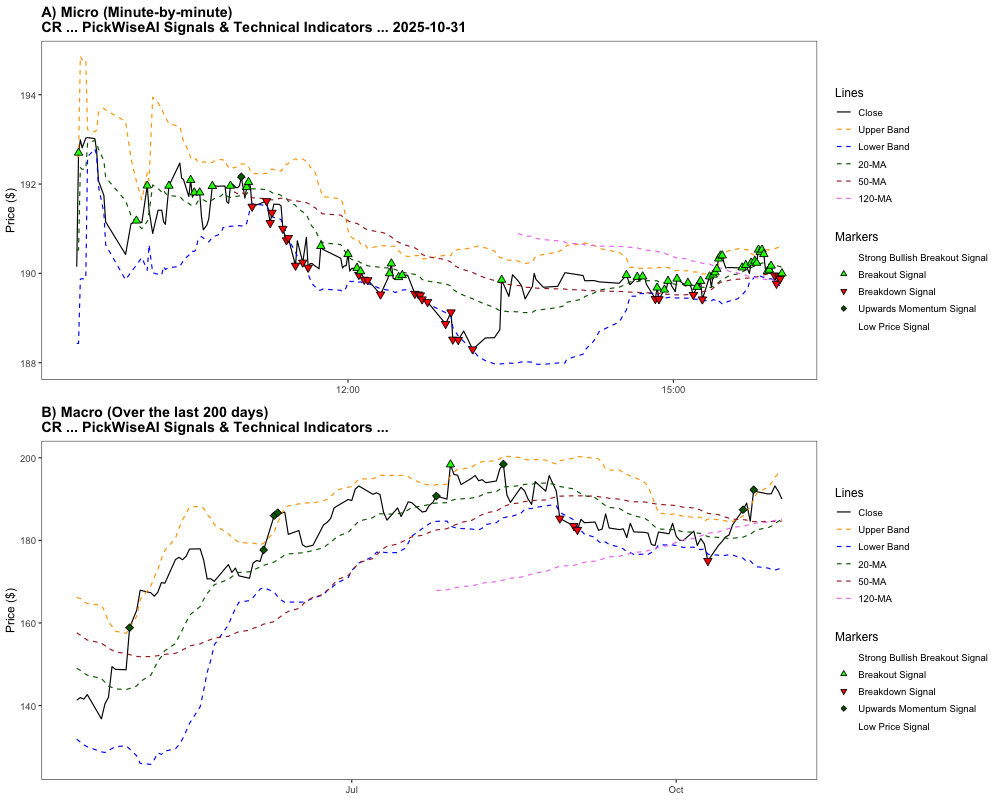 A) Micro (Minute-by-minute)
CR ... PickWiseAI Signals & Technical Indicators ... 2025-10-31
Price ($)
194
192
190
188
12:00
15:00
Lines
Close
Upper Band
Lower Band
20-MA
50-MA
120-MA
Markers
Strong Bullish Breakout Signal
Breakout Signal
Breakdown Signal
Upwards Momentum Signal
Low Price Signal
B) Macro (Over the last 200 days)
CR ... PickWiseAI Signals & Technical Indicators ...
Price ($)
200
180
160
140
Jul
Oct
Lines
Close
Upper Band
Lower Band
20-MA
50-MA
120-MA
Markers
Strong Bullish Breakout Signal
Breakout Signal
Breakdown Signal
Upwards Momentum Signal
Low Price Signal